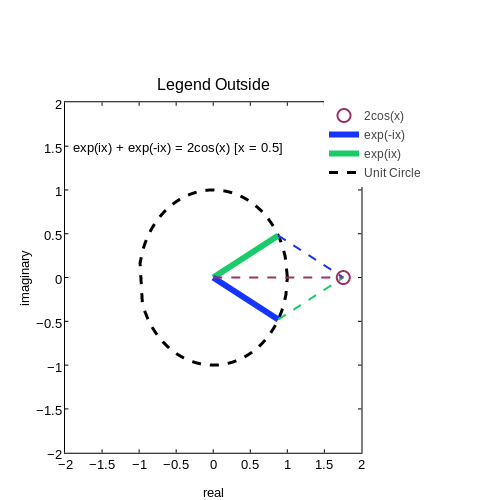 Legend Outside
2cos(x)
exp(-ix)
exp(ix)
Unit Circle
exp(ix) + exp(-ix) = 2cos(x) [x = 0.5]
2
1.5
1
0.5
0
−0.5
−1
−1.5
−2
imaginary
−2
−1.5
−1
−0.5
0
0.5
1
1.5
2
real